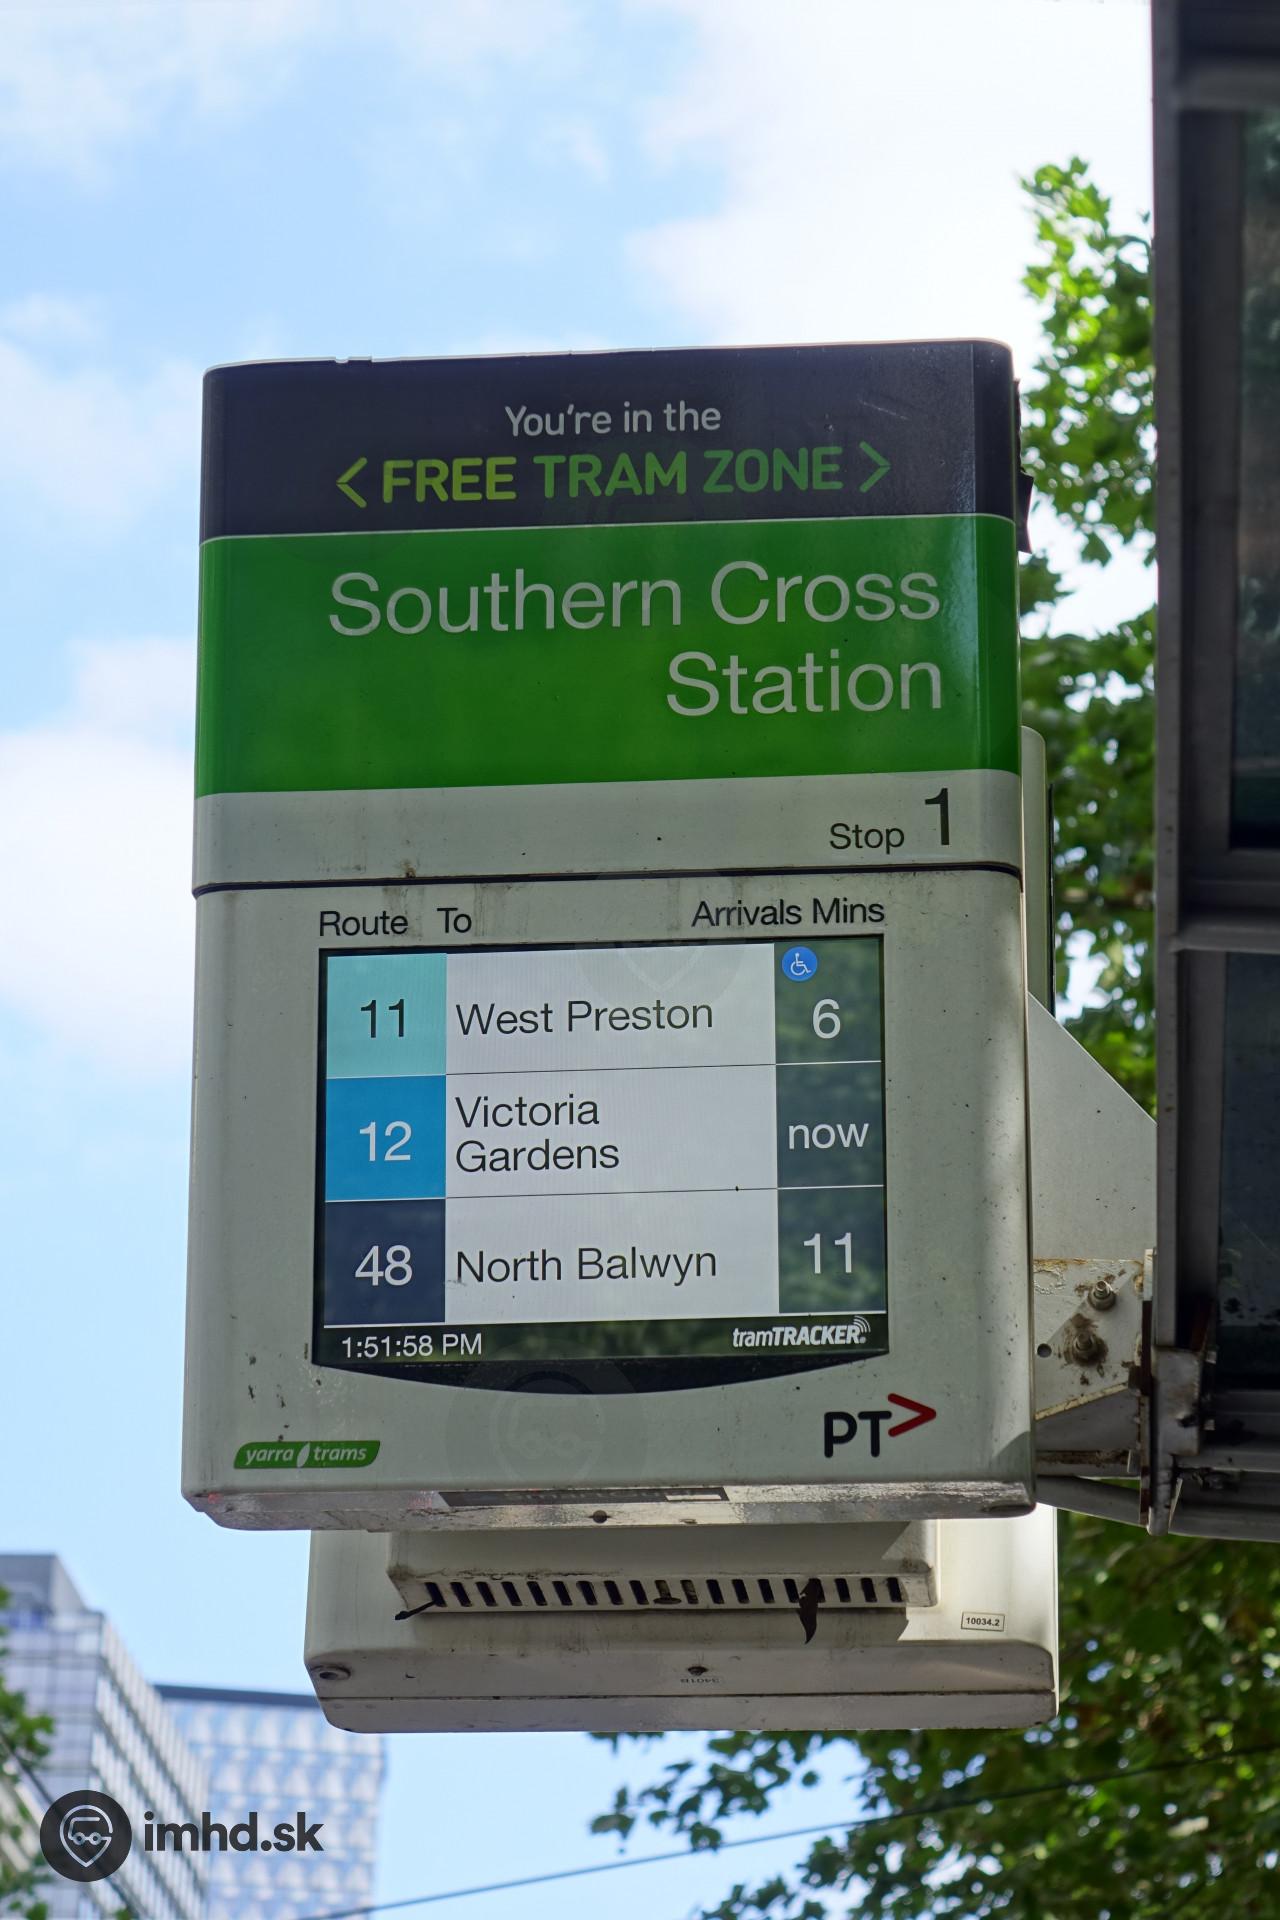 You're in the
< FREE TRAM ZONE >
Southern Cross
Station
Stop 1
Route To Arrivals Mins
11 West Preston 6
12 Victoria Gardens now
48 North Balwyn 11
1:51:58 PM tramTRACKER
yarra trams
PT>
10034.2
3401B
imhd.sk